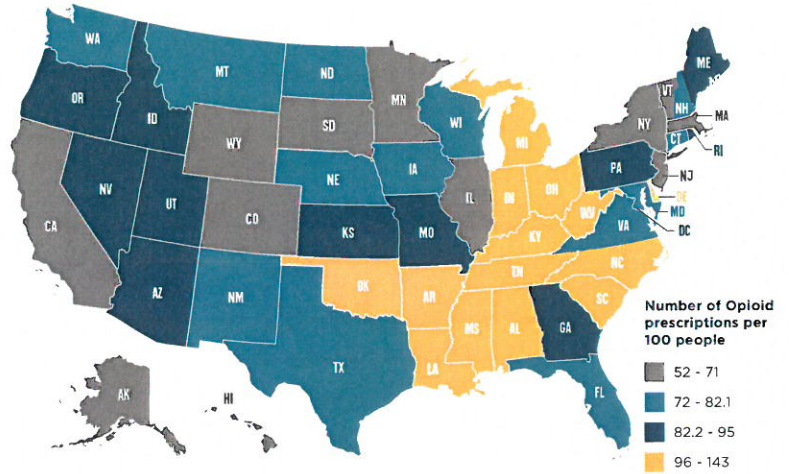 WA
MT
ND
MN
ME
VT
NH
MA
OR
ID
WY
SD
WI
MI
NY
CT
RI
NV
UT
CO
NE
IA
IL
IN
OH
PA
NJ
DE
MD
DC
CA
KS
MO
KY
WV
VA
AZ
NM
OK
AR
TN
NC
SC
TX
LA
MS
AL
GA
FL
AK
HI
Number of Opioid
prescriptions per
100 people
52 - 71
72 - 82.1
82.2 - 95
96 - 143